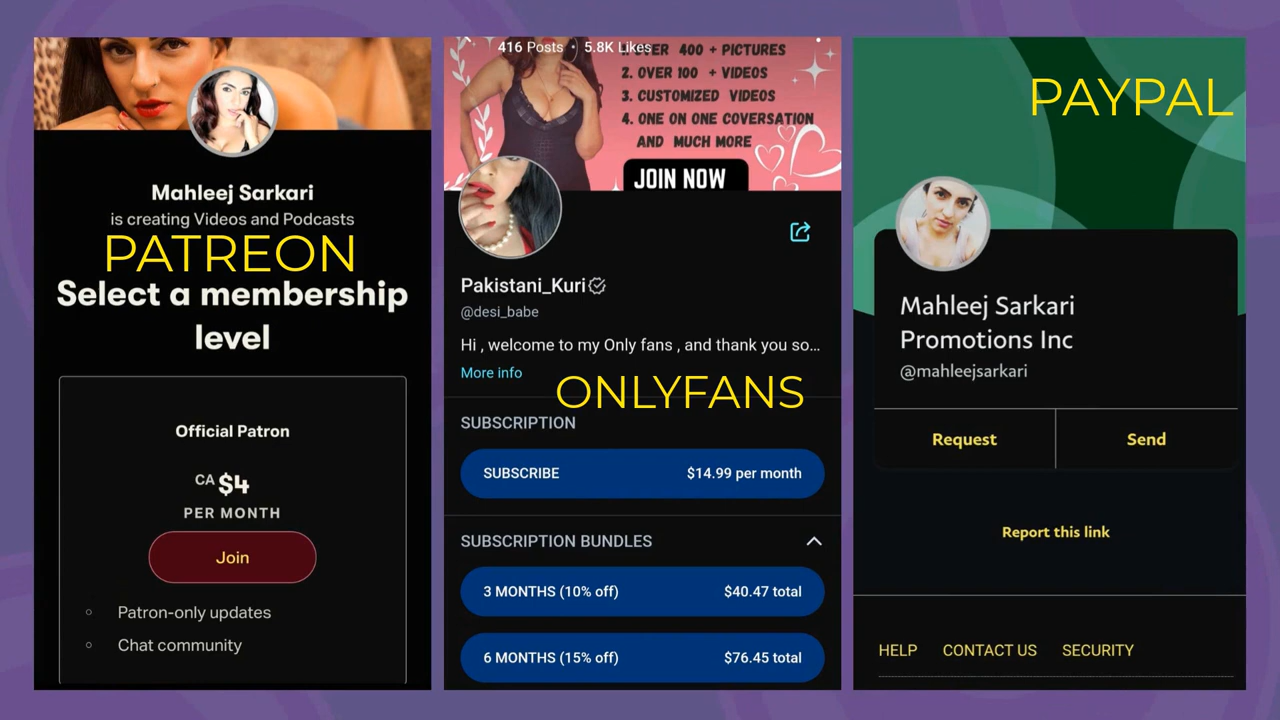 Mahleej Sarkari
is creating Videos and Podcasts
PATREON
Select a membership
level
Official Patron
CA $4
PER MONTH
Join
Patron-only updates
Chat community
416 Posts • 5.8K Likes
1. OVER 400 + PICTURES
2. OVER 100 + VIDEOS
3. CUSTOMIZED VIDEOS
4. ONE ON ONE COVERSATION
AND MUCH MORE
JOIN NOW
Pakistani_Kuri
@desi_babe
Hi , welcome to my Only fans , and thank you so...
More info
ONLYFANS
SUBSCRIPTION
SUBSCRIBE $14.99 per month
SUBSCRIPTION BUNDLES
3 MONTHS (10% off) $40.47 total
6 MONTHS (15% off) $76.45 total
PAYPAL
Mahleej Sarkari
Promotions Inc
@mahleejsarkari
Request Send
Report this link
HELP CONTACT US SECURITY